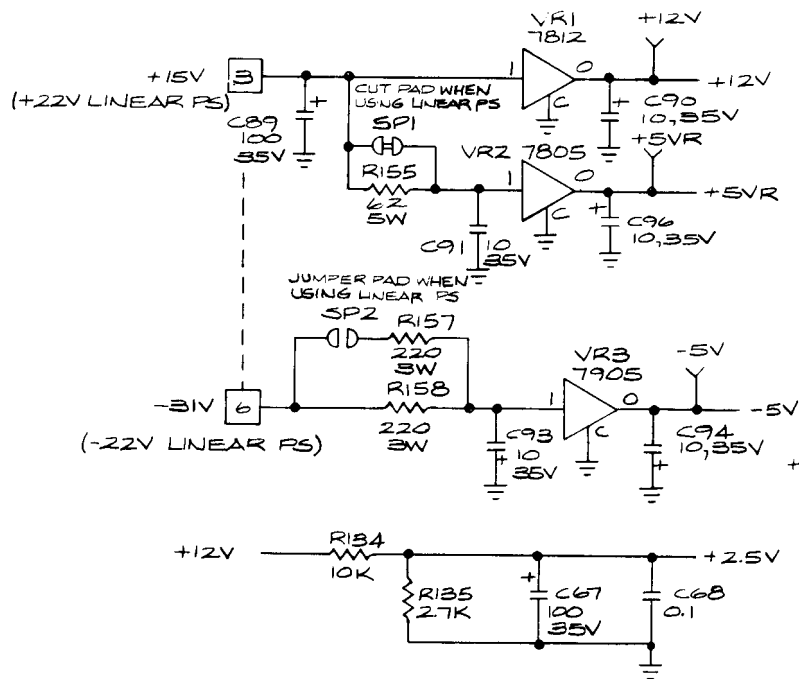 VR1
7812
+12V
+15V
3
1
O
+12V
(+22V LINEAR PS)
C
+
C89
100
35V
CUT PAD WHEN
USING LINEAR PS
SP1
+
C90
10,35V
+5VR
R155
62
5W
VR2 7805
1
O
+5VR
C
C91
10
35V
+
C96
10,35V
JUMPER PAD WHEN
USING LINEAR PS
SP2
R157
220
3W
R158
220
3W
VR3
7905
-5V
-31V
6
1
O
-5V
(-22V LINEAR PS)
C
C93
10
35V
+
C94
10,35V
+
+
+12V
R134
10K
+2.5V
R135
2.7K
+
C67
100
35V
C68
0.1